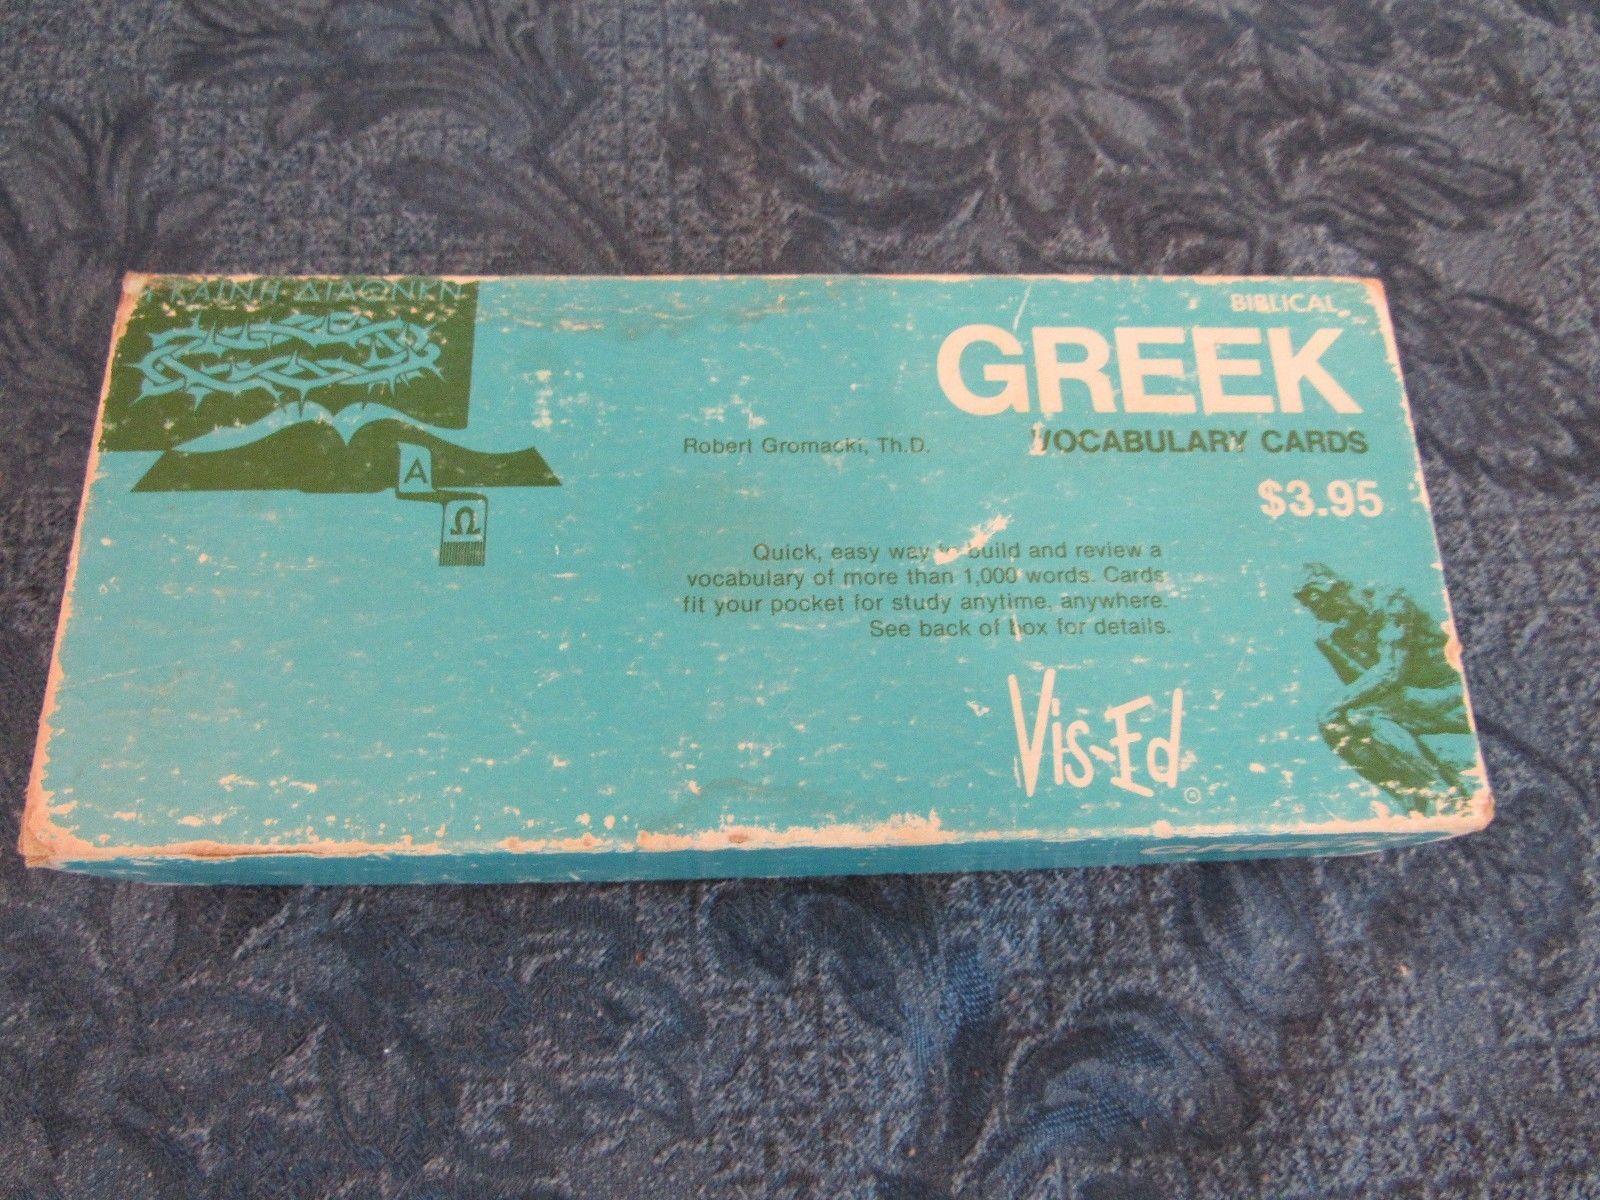 ΚΑΙΝΗ ΔΙΑΘΗΚΗ
BIBLICAL
GREEK
VOCABULARY CARDS
Robert Gromacki, Th.D.
$3.95
A
Ω
Quick, easy way to build and review a
vocabulary of more than 1,000 words. Cards
fit your pocket for study anytime, anywhere.
See back of box for details.
Vis-Ed
®